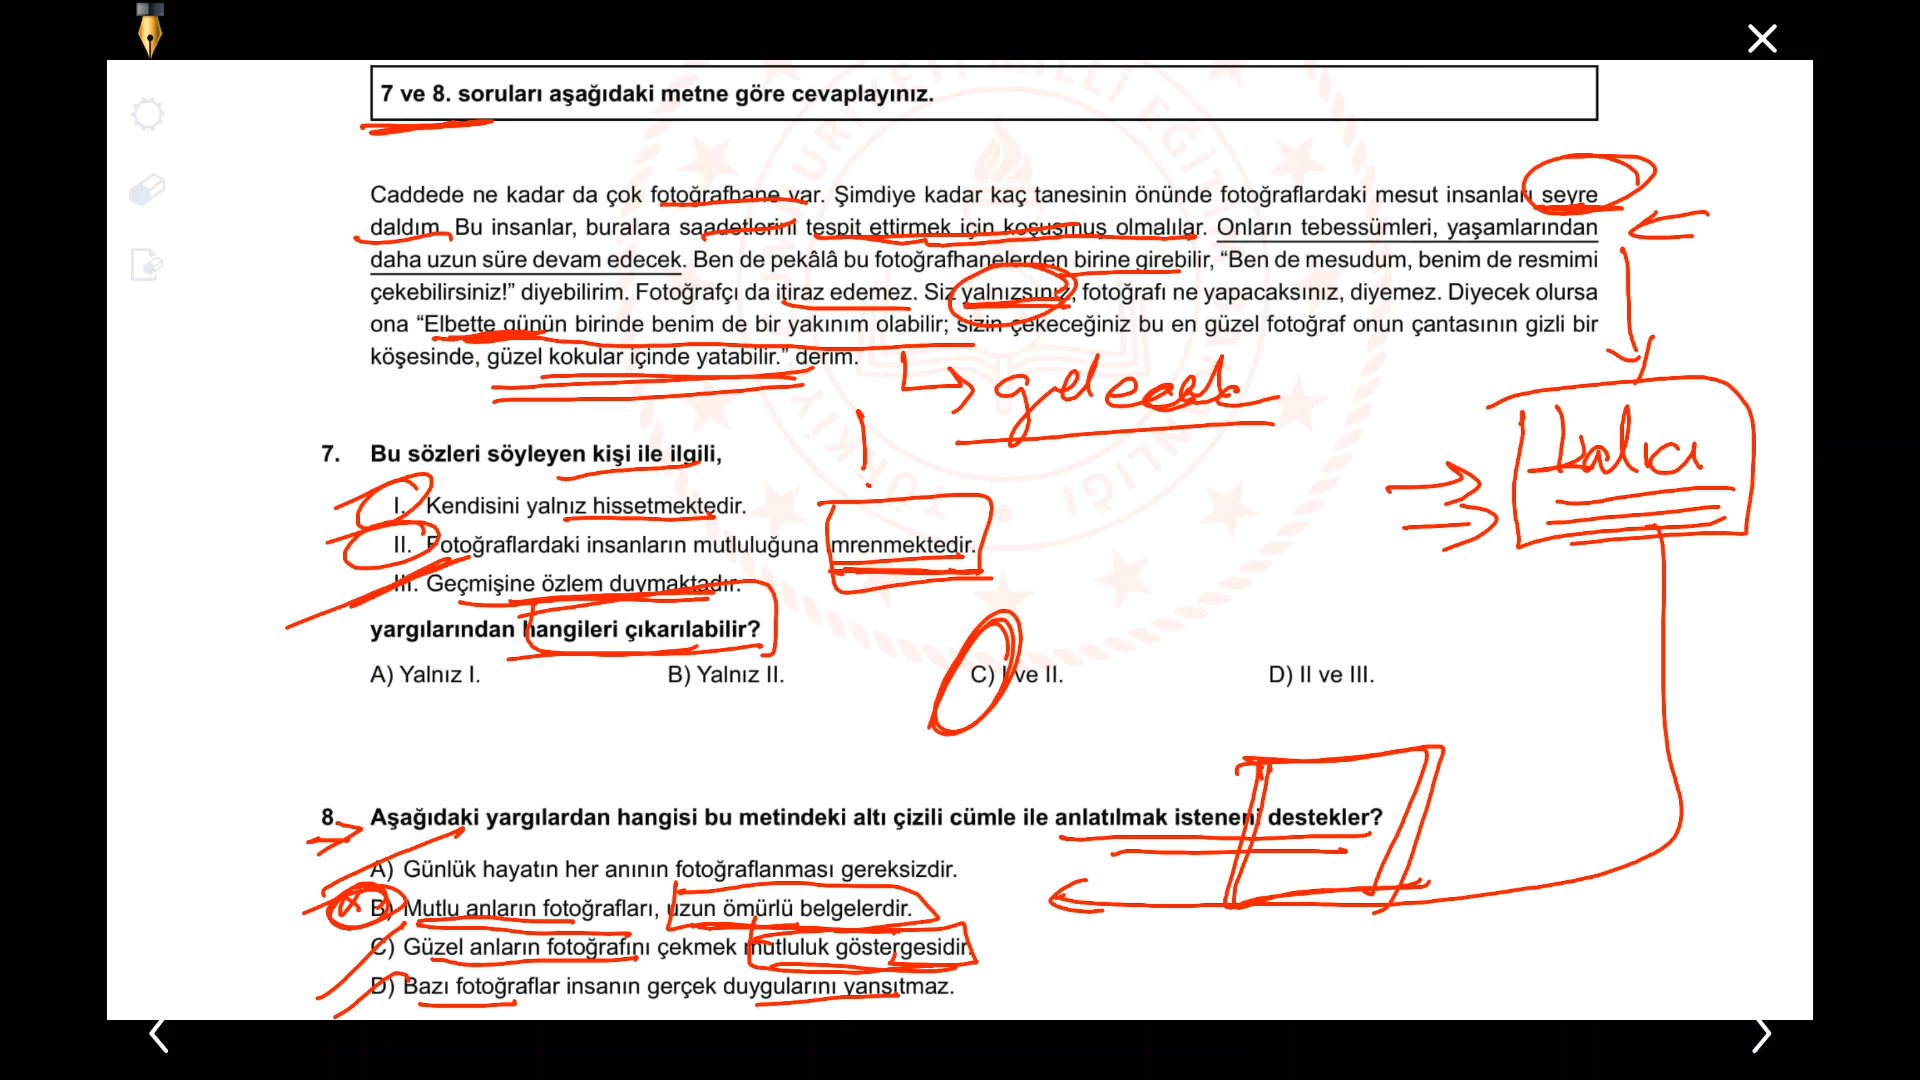 7 ve 8. soruları aşağıdaki metne göre cevaplayınız.
Caddede ne kadar da çok fotoğrafhane var. Şimdiye kadar kaç tanesinin önünde fotoğraflardaki mesut insanları seyre
daldım. Bu insanlar, buralara saadetlerini tespit ettirmek için koşuşmuş olmalılar. Onların tebessümleri, yaşamlarından
daha uzun süre devam edecek. Ben de pekâlâ bu fotoğrafhanelerden birine girebilir, “Ben de mesudum, benim de resmimi
çekebilirsiniz!” diyebilirim. Fotoğrafçı da itiraz edemez. Siz yalnızsınız, fotoğrafı ne yapacaksınız, diyemez. Diyecek olursa
ona “Elbette günün birinde benim de bir yakınım olabilir; sizin çekeceğiniz bu en güzel fotoğraf onun çantasının gizli bir
köşesinde, güzel kokular içinde yatabilir.” derim.
gelecek
kalıcı
7. Bu sözleri söyleyen kişi ile ilgili,
I. Kendisini yalnız hissetmektedir.
II. Fotoğraflardaki insanların mutluluğuna imrenmektedir.
III. Geçmişine özlem duymaktadır.
yargılarından hangileri çıkarılabilir?
A) Yalnız I. B) Yalnız II. C) I ve II. D) II ve III.
8. Aşağıdaki yargılardan hangisi bu metindeki altı çizili cümle ile anlatılmak isteneni destekler?
A) Günlük hayatın her anının fotoğraflanması gereksizdir.
B) Mutlu anların fotoğrafları, uzun ömürlü belgelerdir.
C) Güzel anların fotoğrafını çekmek mutluluk göstergesidir.
D) Bazı fotoğraflar insanın gerçek duygularını yansıtmaz.